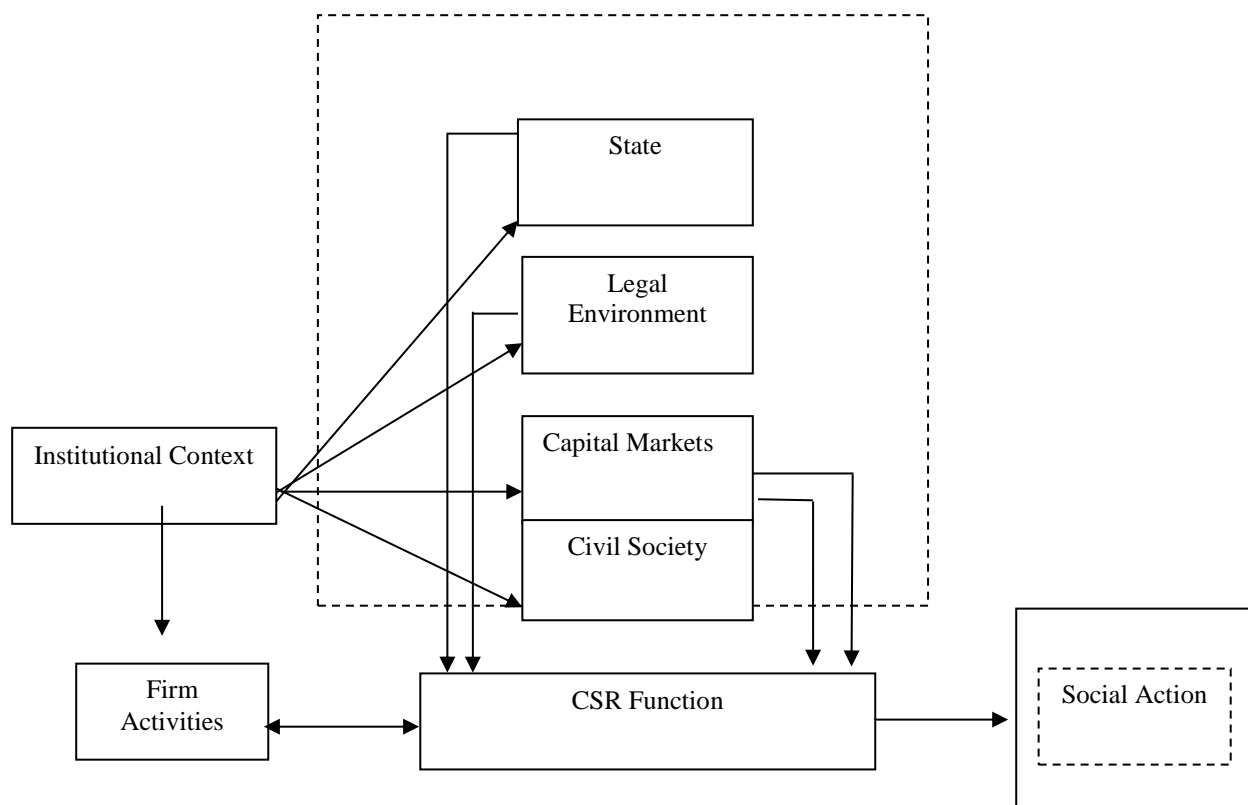 State
Legal
Environment
Capital Markets
Institutional Context
Civil Society
Firm
Activities
CSR Function
Social Action